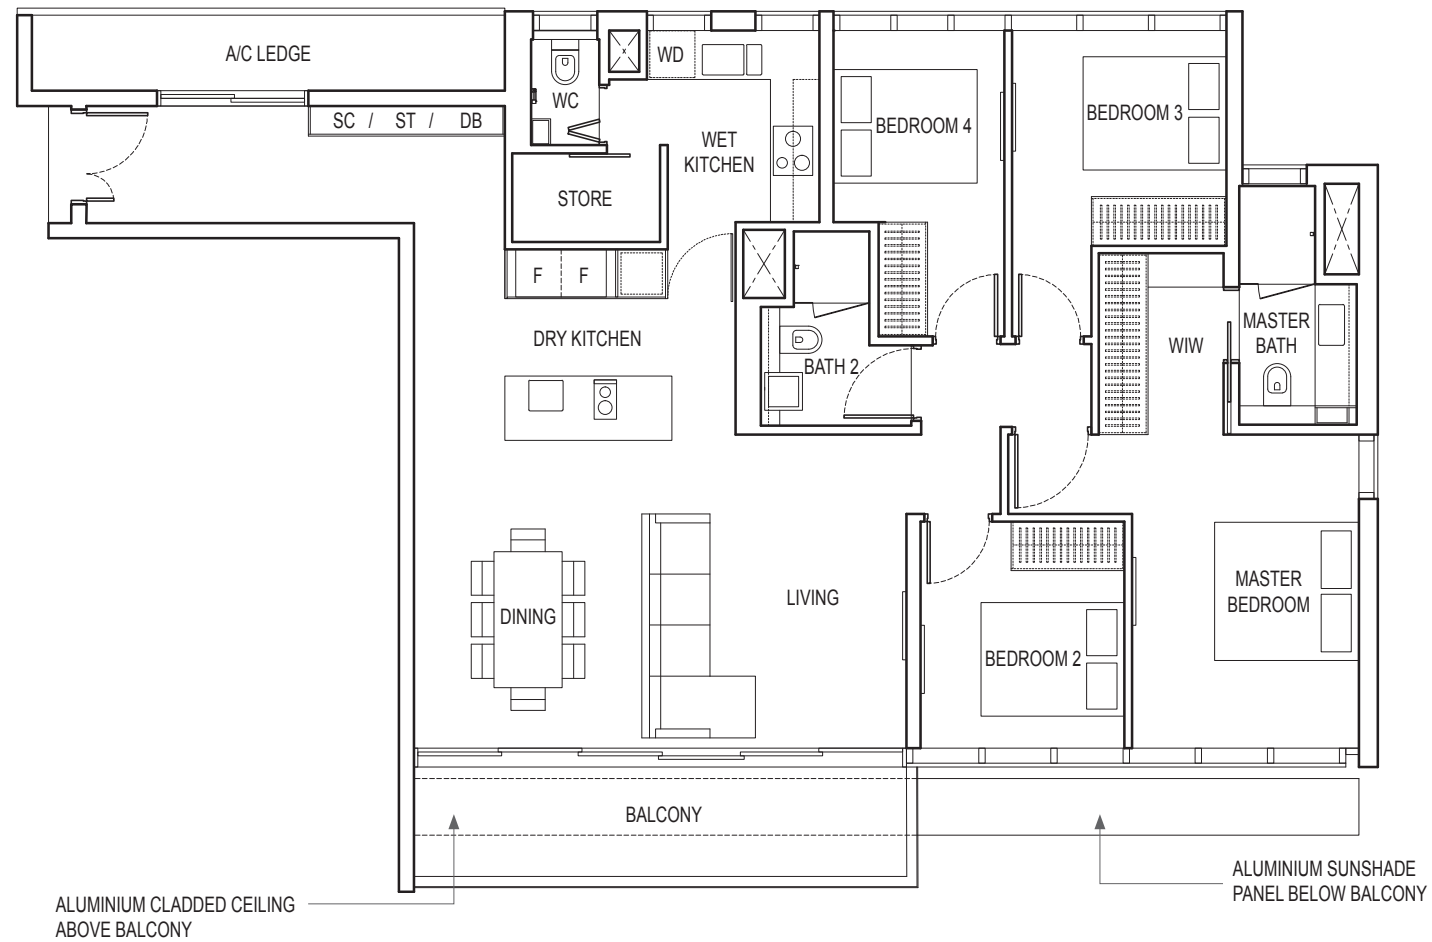 A/C LEDGE
SC / ST / DB
WC
WD
WET
KITCHEN
STORE
BEDROOM 4
BEDROOM 3
F F
DRY KITCHEN
BATH 2
WIW
MASTER
BATH
DINING
LIVING
BEDROOM 2
MASTER
BEDROOM
BALCONY
ALUMINIUM CLADDED CEILING
ABOVE BALCONY
ALUMINIUM SUNSHADE
PANEL BELOW BALCONY